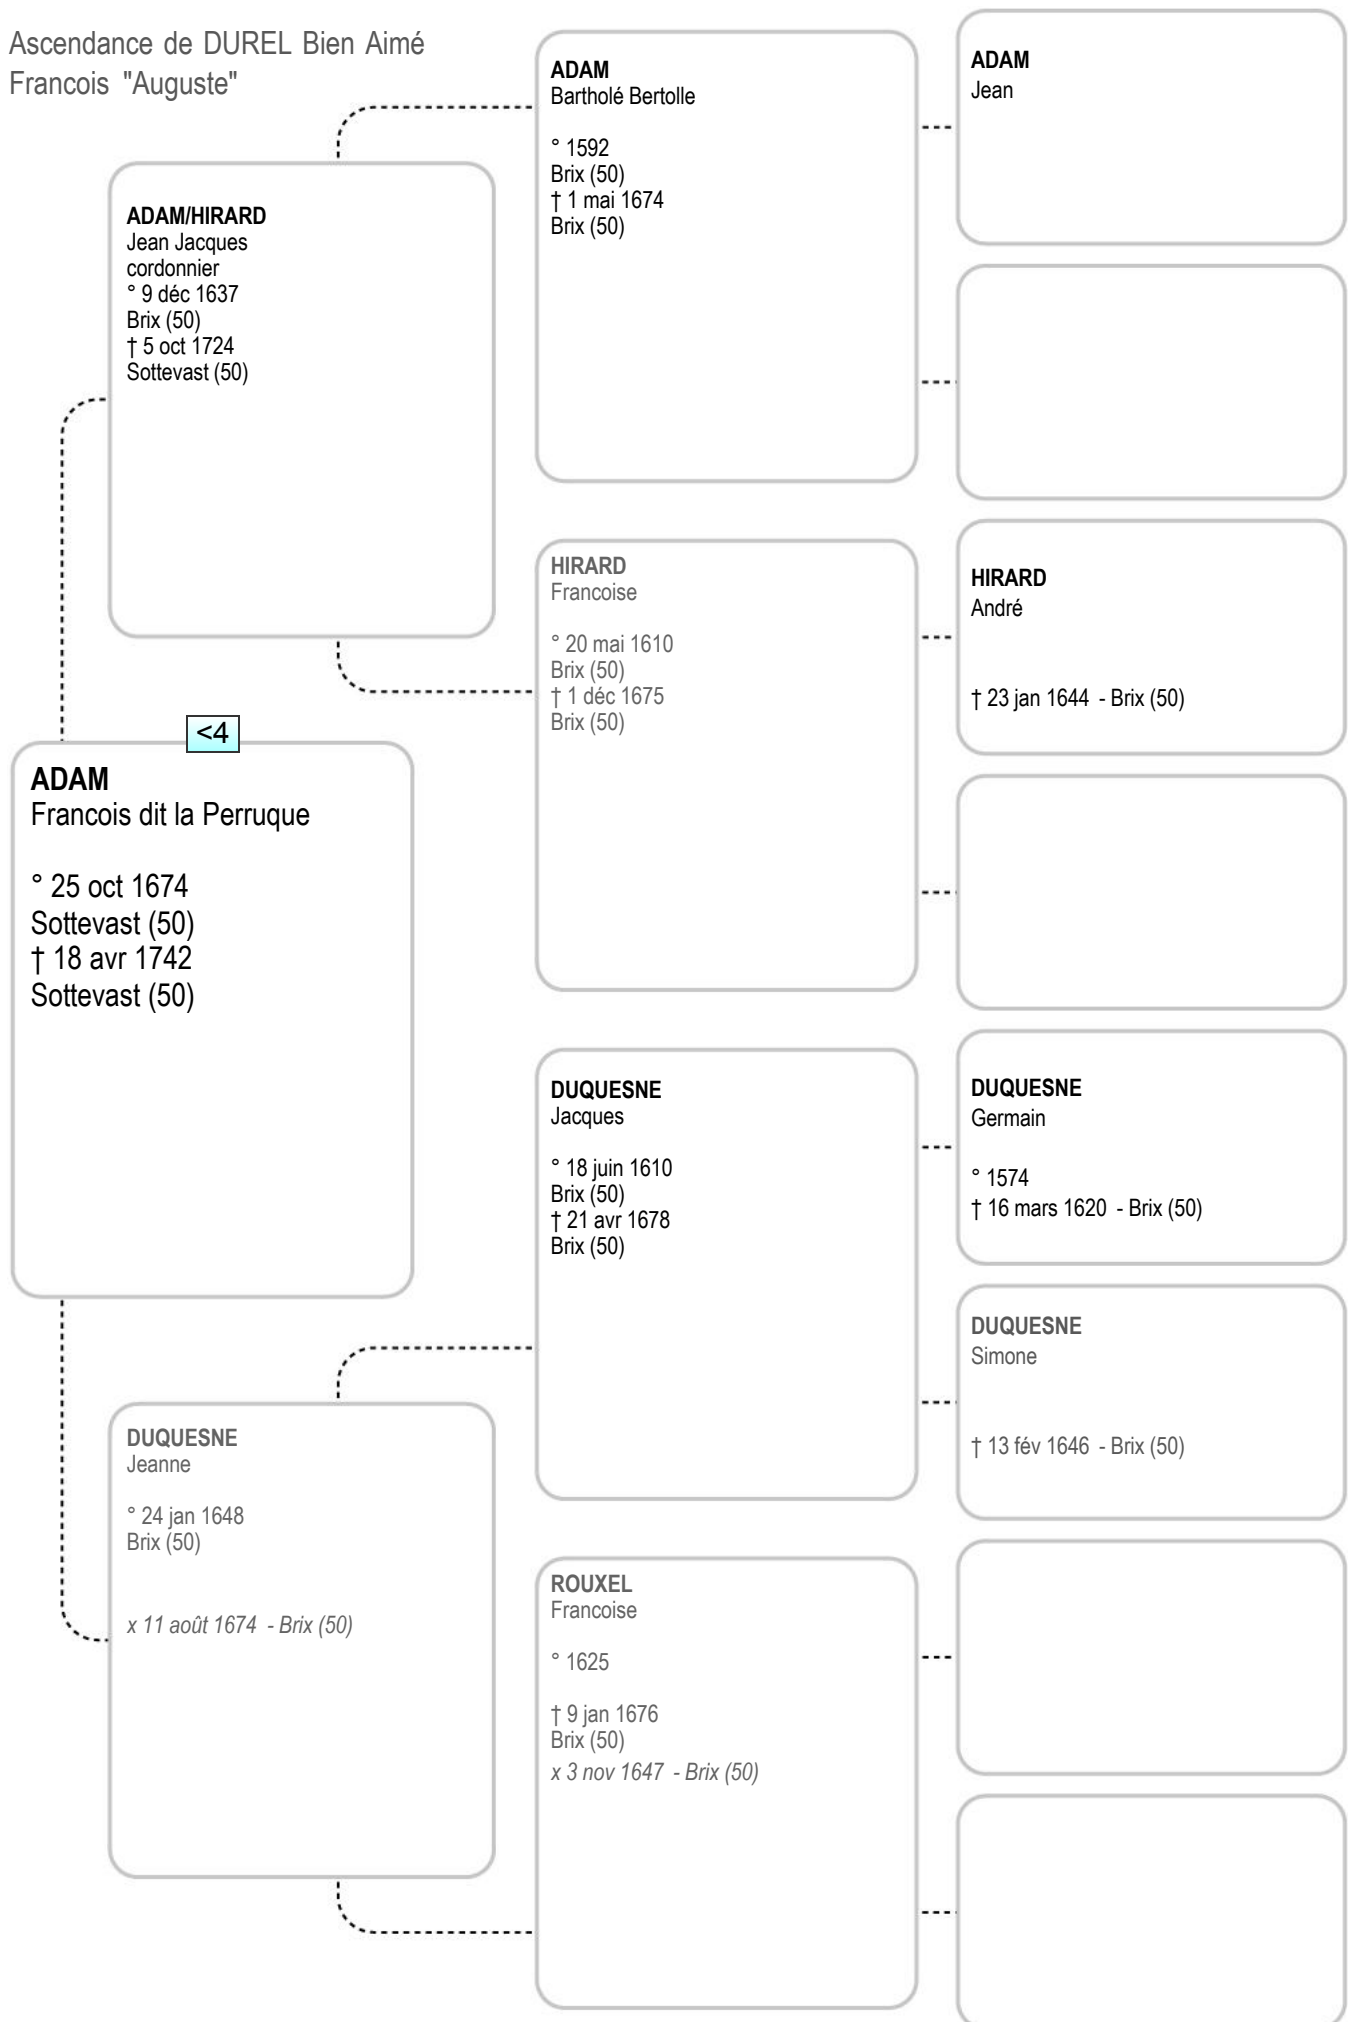 Ascendance de DUREL Bien Aimé
Francois "Auguste"
ADAM/HIRARD
Jean Jacques
cordonnier
° 9 déc 1637
Brix (50)
† 5 oct 1724
Sottevast (50)
<4
ADAM
Francois dit la Perruque
° 25 oct 1674
Sottevast (50)
† 18 avr 1742
Sottevast (50)
DUQUESNE
Jeanne
° 24 jan 1648
Brix (50)
x 11 août 1674 - Brix (50)
ADAM
Bartholé Bertolle
° 1592
Brix (50)
† 1 mai 1674
Brix (50)
HIRARD
Francoise
° 20 mai 1610
Brix (50)
† 1 déc 1675
Brix (50)
DUQUESNE
Jacques
° 18 juin 1610
Brix (50)
† 21 avr 1678
Brix (50)
ROUXEL
Francoise
° 1625
† 9 jan 1676
Brix (50)
x 3 nov 1647 - Brix (50)
ADAM
Jean
HIRARD
André
† 23 jan 1644 - Brix (50)
DUQUESNE
Germain
° 1574
† 16 mars 1620 - Brix (50)
DUQUESNE
Simone
† 13 fév 1646 - Brix (50)